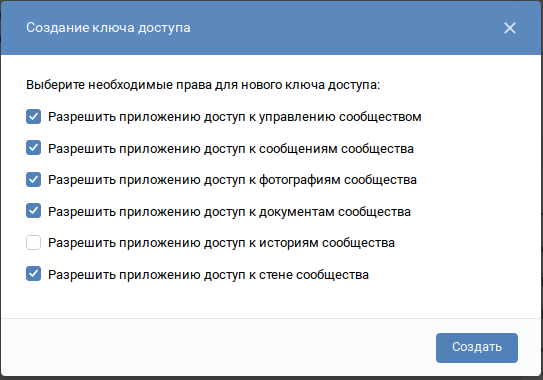 Создание ключа доступа
Выберите необходимые права для нового ключа доступа:
Разрешить приложению доступ к управлению сообществом
Разрешить приложению доступ к сообщениям сообщества
Разрешить приложению доступ к фотографиям сообщества
Разрешить приложению доступ к документам сообщества
Разрешить приложению доступ к историям сообщества
Разрешить приложению доступ к стене сообщества
Создать